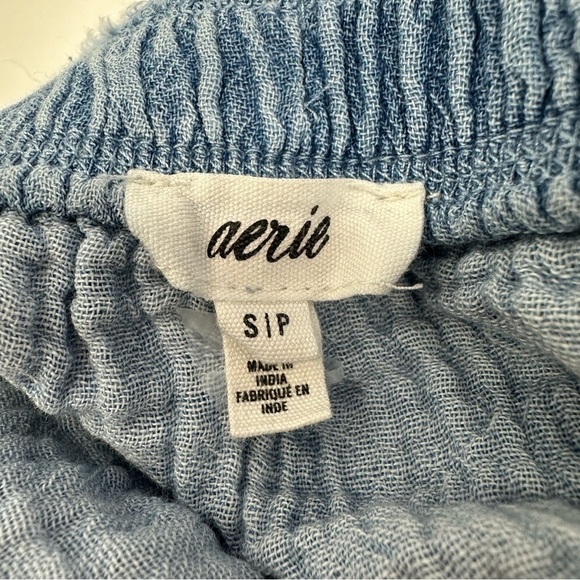 aerie
S|P
MADE IN
INDIA
FABRIQUÉ EN
INDE